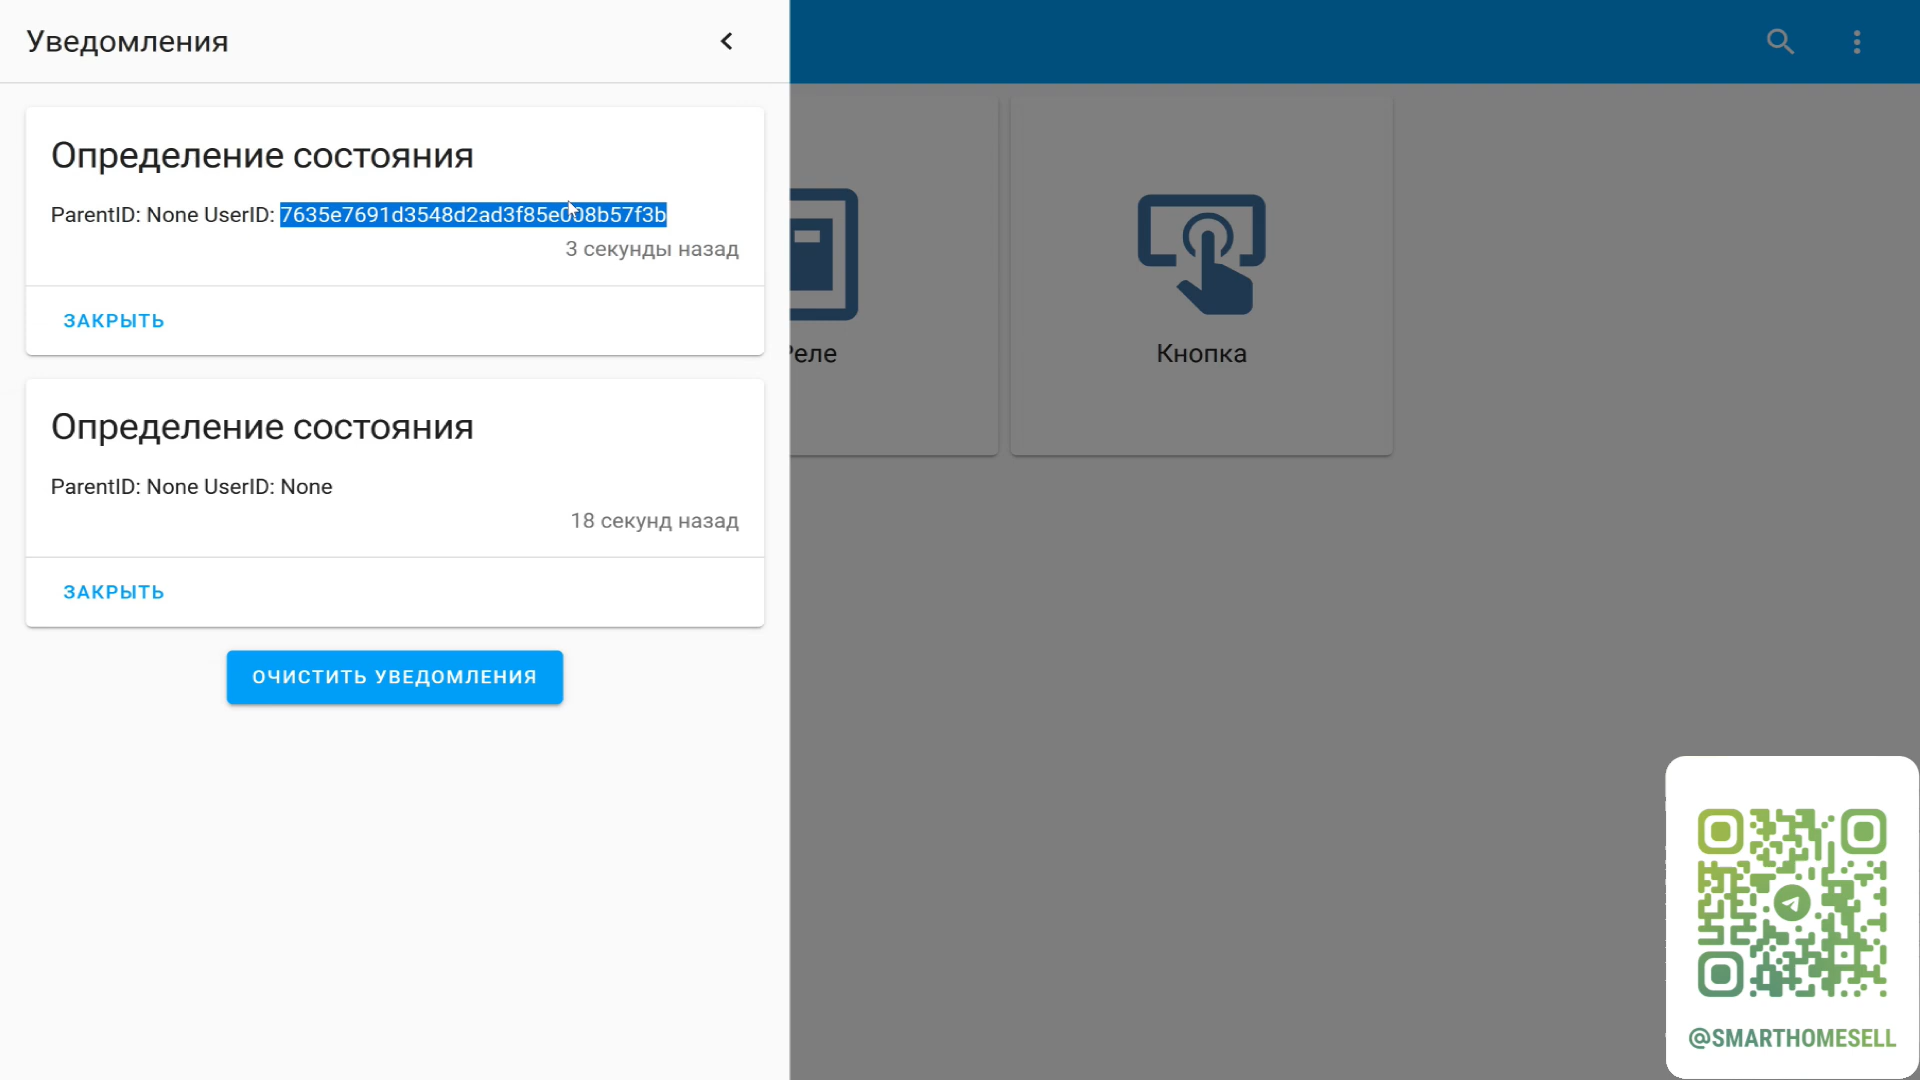 Уведомления
Определение состояния
ParentID: None UserID: 7635e7691d3548d2ad3f85e008b57f3b
3 секунды назад
ЗАКРЫТЬ
Определение состояния
ParentID: None UserID: None
18 секунд назад
ЗАКРЫТЬ
ОЧИСТИТЬ УВЕДОМЛЕНИЯ
Реле
Кнопка
@SMARTHOMESELL